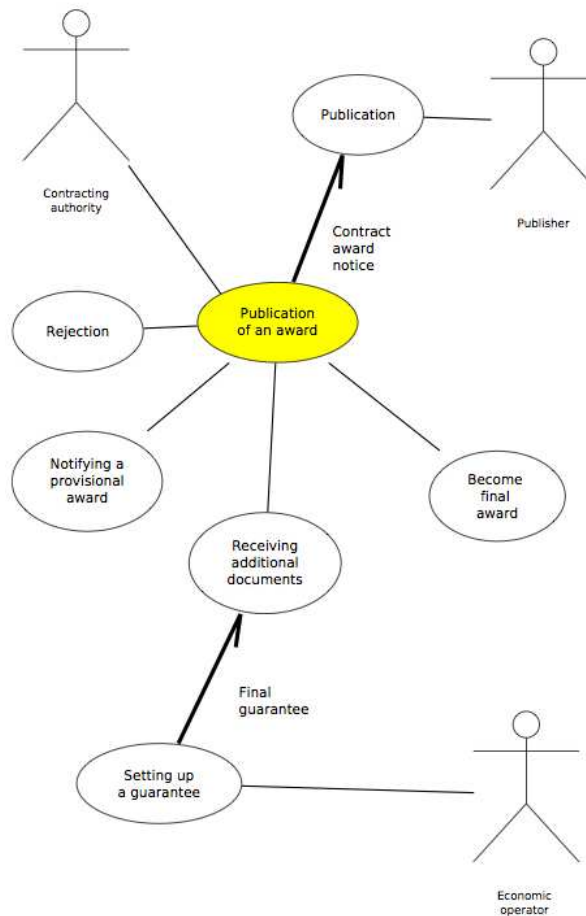 Publication
Contracting
authority
Publisher
Contract
award
notice
Publication
of an award
Rejection
Notifying a
provisional
award
Become
final
award
Receiving
additional
documents
Final
guarantee
Setting up
a guarantee
Economic
operator